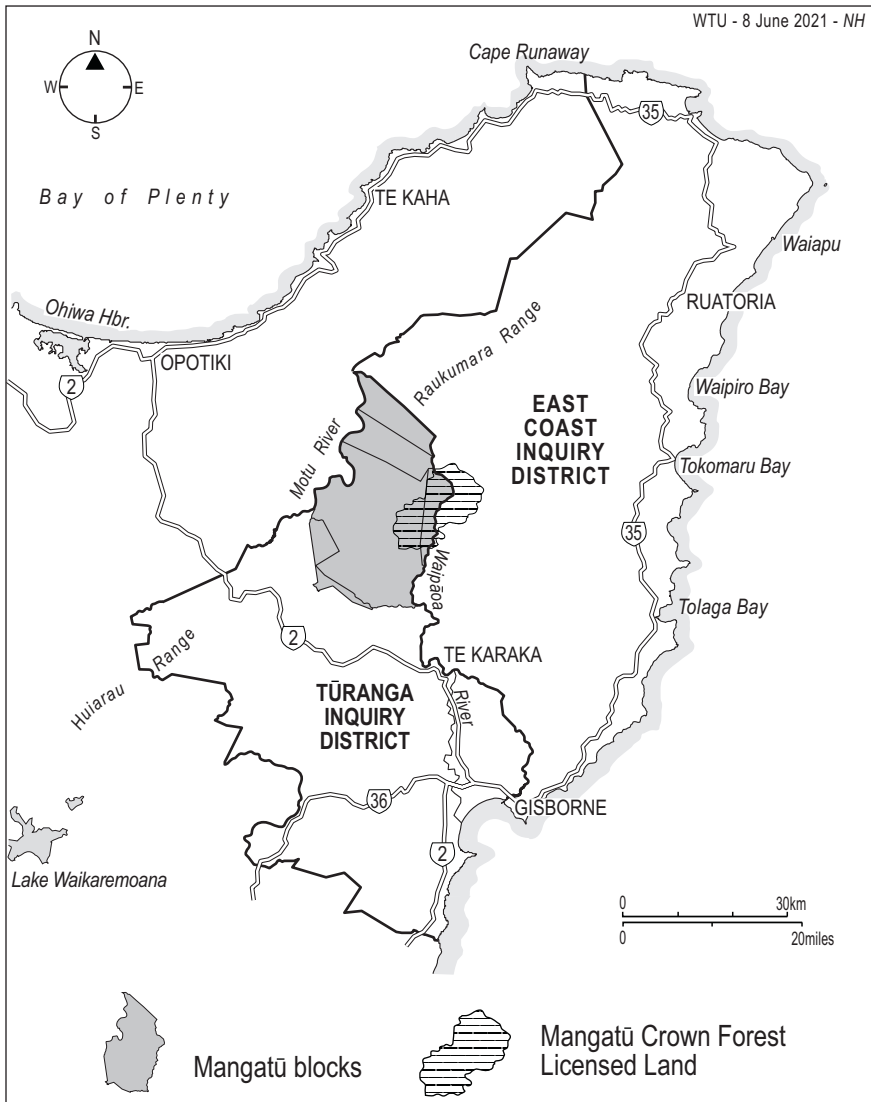 WTU - 8 June 2021 - NH
N
W E
S
Cape Runaway
35
Bay of Plenty
TE KAHA
Waiapu
Ohiwa Hbr.
RUATORIA
2
OPOTIKI
Raukumara Range
Waipiro Bay
Motu River
EAST
COAST
INQUIRY
DISTRICT
Tokomaru Bay
35
Waipāoa
River
Tolaga Bay
2
TE KARAKA
Huiarau Range
TŪRANGA
INQUIRY
DISTRICT
36
GISBORNE
2
Lake Waikaremoana
0 30km
0 20miles
Mangatū blocks
Mangatū Crown Forest
Licensed Land